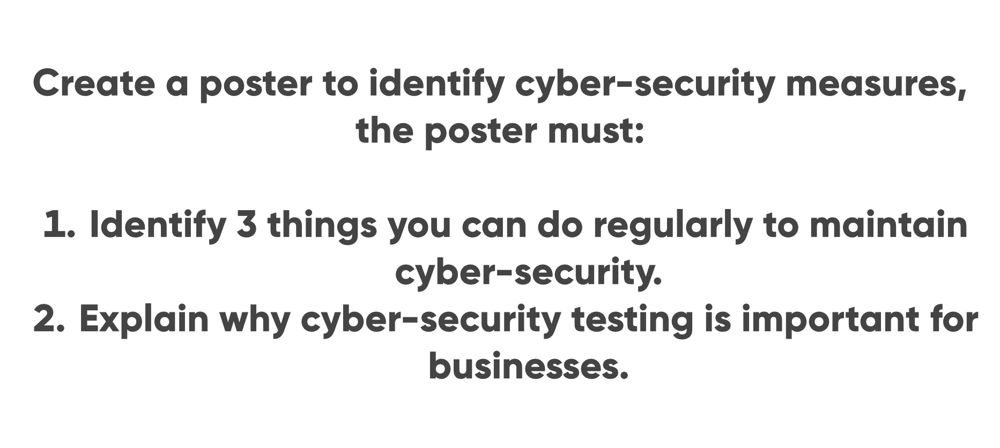 Create a poster to identify cyber-security measures,
the poster must:
1. Identify 3 things you can do regularly to maintain
cyber-security.
2. Explain why cyber-security testing is important for
businesses.